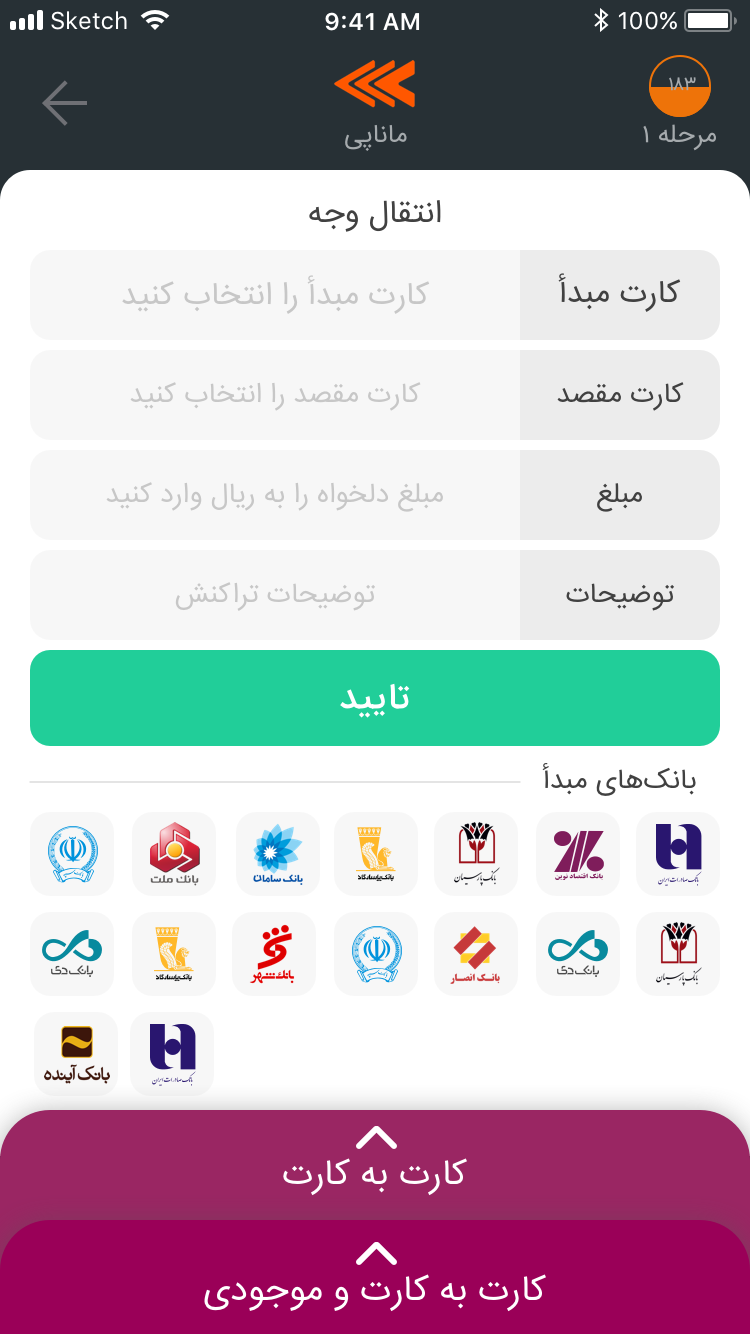 Sketch 9:41 AM 100%
۱۸۳
ماناپی
مرحله ۱
انتقال وجه
کارت مبدأ
کارت مبدأ را انتخاب کنید
کارت مقصد
کارت مقصد را انتخاب کنید
مبلغ
مبلغ دلخواه را به ریال وارد کنید
توضیحات
توضیحات تراکنش
تایید
بانک‌های مبدأ
بانک صادرات ایران
بانک اقتصاد نوین
بانک پارسیان
بانک پاسارگاد
بانک سامان
بانک ملت
بانک پارسیان
بانک دی
بانک انصار
بانک شهر
بانک پاسارگاد
بانک دی
بانک صادرات ایران
بانک آینده
کارت به کارت
کارت به کارت و موجودی